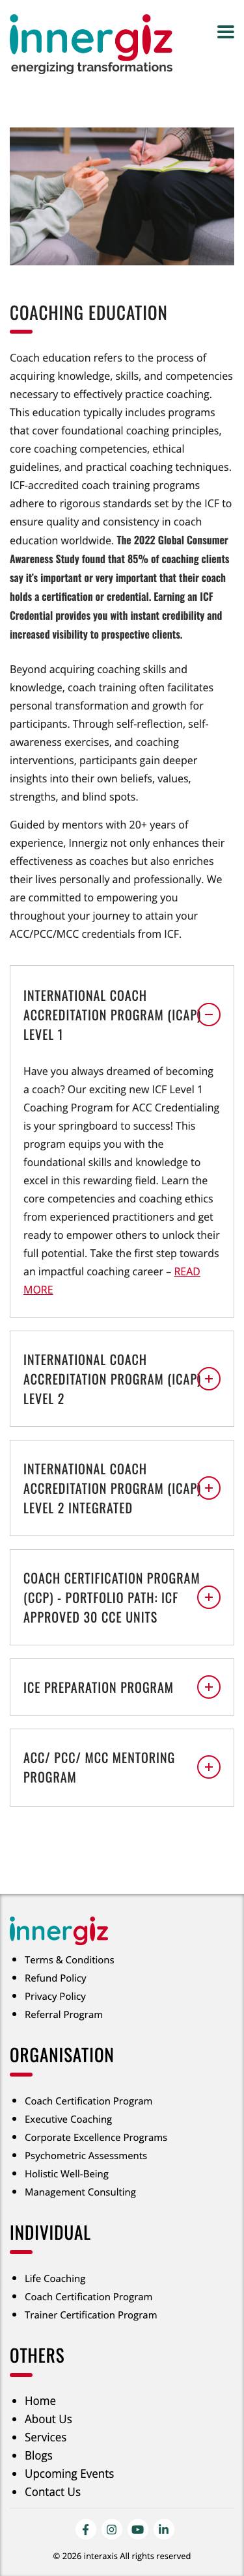 innergiz
energizing transformations
COACHING EDUCATION
Coach education refers to the process of
acquiring knowledge, skills, and competencies
necessary to effectively practice coaching.
This education typically includes programs
that cover foundational coaching principles,
core coaching competencies, ethical
guidelines, and practical coaching techniques.
ICF-accredited coach training programs
adhere to rigorous standards set by the ICF to
ensure quality and consistency in coach
education worldwide. The 2022 Global Consumer
Awareness Study found that 85% of coaching clients
say it's important or very important that their coach
holds a certification or credential. Earning an ICF
Credential provides you with instant credibility and
increased visibility to prospective clients.
Beyond acquiring coaching skills and
knowledge, coach training often facilitates
personal transformation and growth for
participants. Through self-reflection, self-
awareness exercises, and coaching
interventions, participants gain deeper
insights into their own beliefs, values,
strengths, and blind spots.
Guided by mentors with 20+ years of
experience, Innergiz not only enhances their
effectiveness as coaches but also enriches
their lives personally and professionally. We
are committed to empowering you
throughout your journey to attain your
ACC/PCC/MCC credentials from ICF.
INTERNATIONAL COACH
ACCREDITATION PROGRAM (ICAP)
LEVEL 1
Have you always dreamed of becoming
a coach? Our exciting new ICF Level 1
Coaching Program for ACC Credentialing
is your springboard to success! This
program equips you with the
foundational skills and knowledge to
excel in this rewarding field. Learn the
core competencies and coaching ethics
from experienced practitioners and get
ready to empower others to unlock their
full potential. Take the first step towards
an impactful coaching career – READ
MORE
INTERNATIONAL COACH
ACCREDITATION PROGRAM (ICAP)
LEVEL 2
INTERNATIONAL COACH
ACCREDITATION PROGRAM (ICAP)
LEVEL 2 INTEGRATED
COACH CERTIFICATION PROGRAM
(CCP) - PORTFOLIO PATH: ICF
APPROVED 30 CCE UNITS
ICE PREPARATION PROGRAM
ACC/ PCC/ MCC MENTORING
PROGRAM
innergiz
Terms & Conditions
Refund Policy
Privacy Policy
Referral Program
ORGANISATION
Coach Certification Program
Executive Coaching
Corporate Excellence Programs
Psychometric Assessments
Holistic Well-Being
Management Consulting
INDIVIDUAL
Life Coaching
Coach Certification Program
Trainer Certification Program
OTHERS
Home
About Us
Services
Blogs
Upcoming Events
Contact Us
© 2026 interaxis All rights reserved